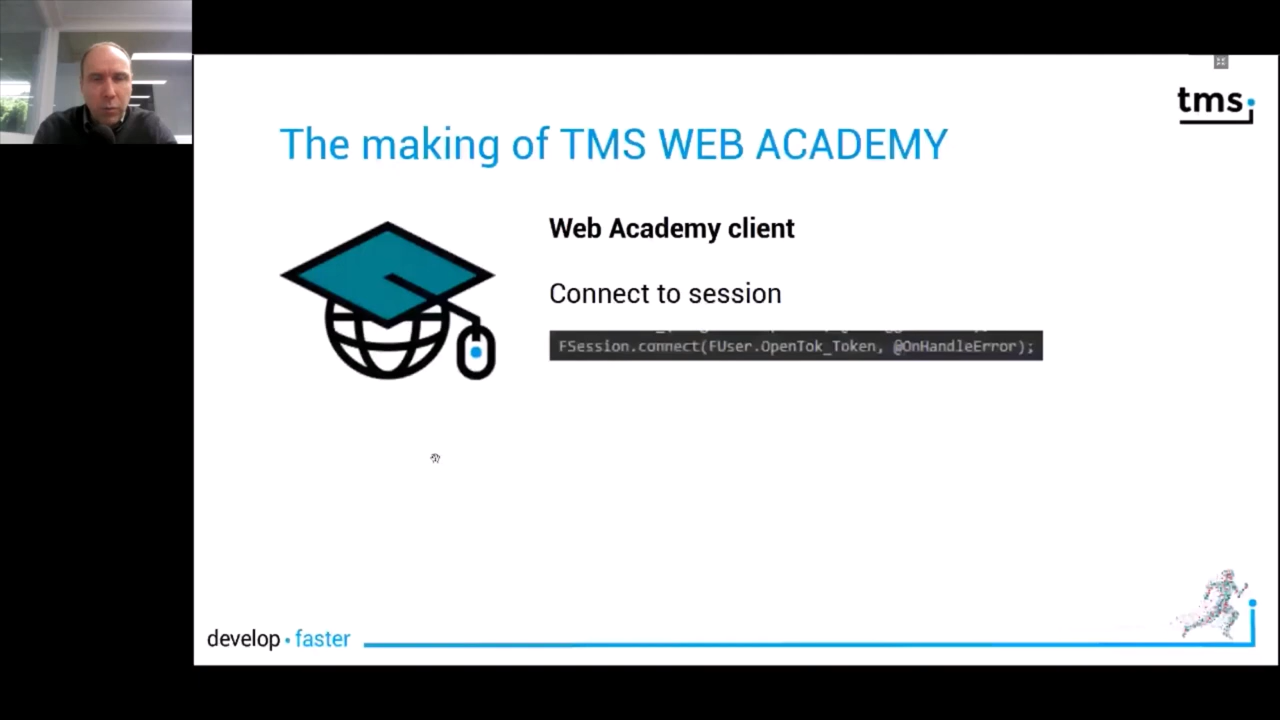 tms
The making of TMS WEB ACADEMY
Web Academy client
Connect to session
FSession.connect(FUser.OpenTok_Token, @OnHandleError);
develop · faster